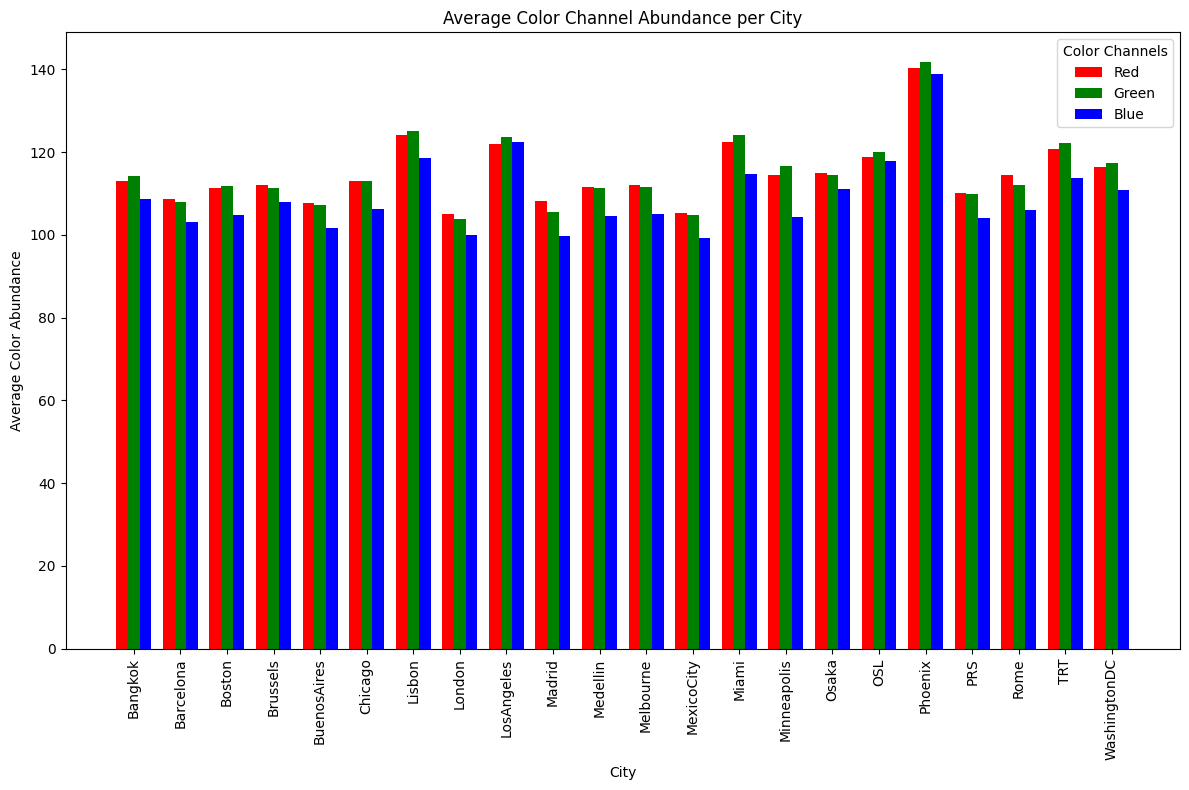 Average Color Channel Abundance per City
Color Channels
Red
Green
Blue
Average Color Abundance
140
120
100
80
60
40
20
0
Bangkok
Barcelona
Boston
Brussels
BuenosAires
Chicago
Lisbon
London
LosAngeles
Madrid
Medellin
Melbourne
MexicoCity
Miami
Minneapolis
Osaka
OSL
Phoenix
PRS
Rome
TRT
WashingtonDC
City